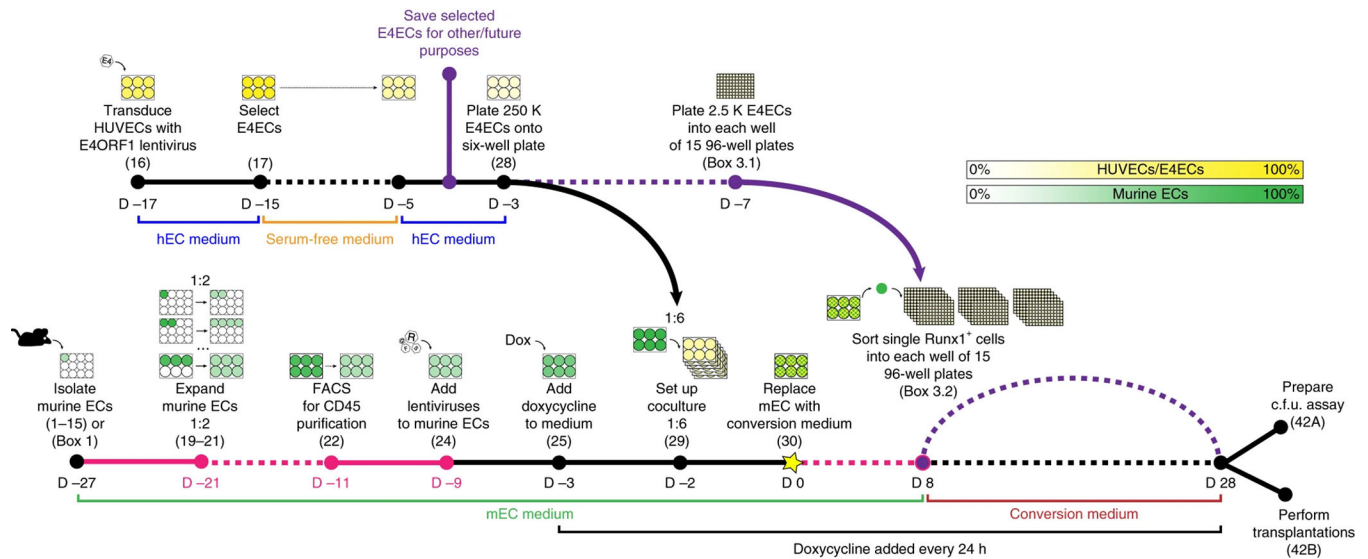 Save selected
E4ECs for other/future
purposes
E4
Transduce
HUVECs with
E4ORF1 lentivirus
(16)
Select
E4ECs
(17)
Plate 250 K
E4ECs onto
six-well plate
(28)
Plate 2.5 K E4ECs
into each well
of 15 96-well plates
(Box 3.1)
0% HUVECs/E4ECs 100%
0% Murine ECs 100%
D –17
D –15
D –5
D –3
D –7
hEC medium
Serum-free medium
hEC medium
1:2
...
R
Dox
1:6
Isolate
murine ECs
(1–15) or
(Box 1)
Expand
murine ECs
1:2
(19–21)
FACS
for CD45
purification
(22)
Add
lentiviruses
to murine ECs
(24)
Add
doxycycline
to medium
(25)
Set up
coculture
1:6
(29)
Replace
mEC with
conversion medium
(30)
Sort single Runx1⁺ cells
into each well of 15
96-well plates
(Box 3.2)
Prepare
c.f.u. assay
(42A)
D –27
D –21
D –11
D –9
D –3
D –2
D 0
D 8
D 28
mEC medium
Conversion medium
Doxycycline added every 24 h
Perform
transplantations
(42B)